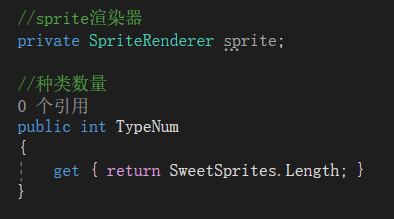 //sprite渲染器
private SpriteRenderer sprite;
//种类数量
0 个引用
public int TypeNum
{
get { return SweetSprites.Length; }
}